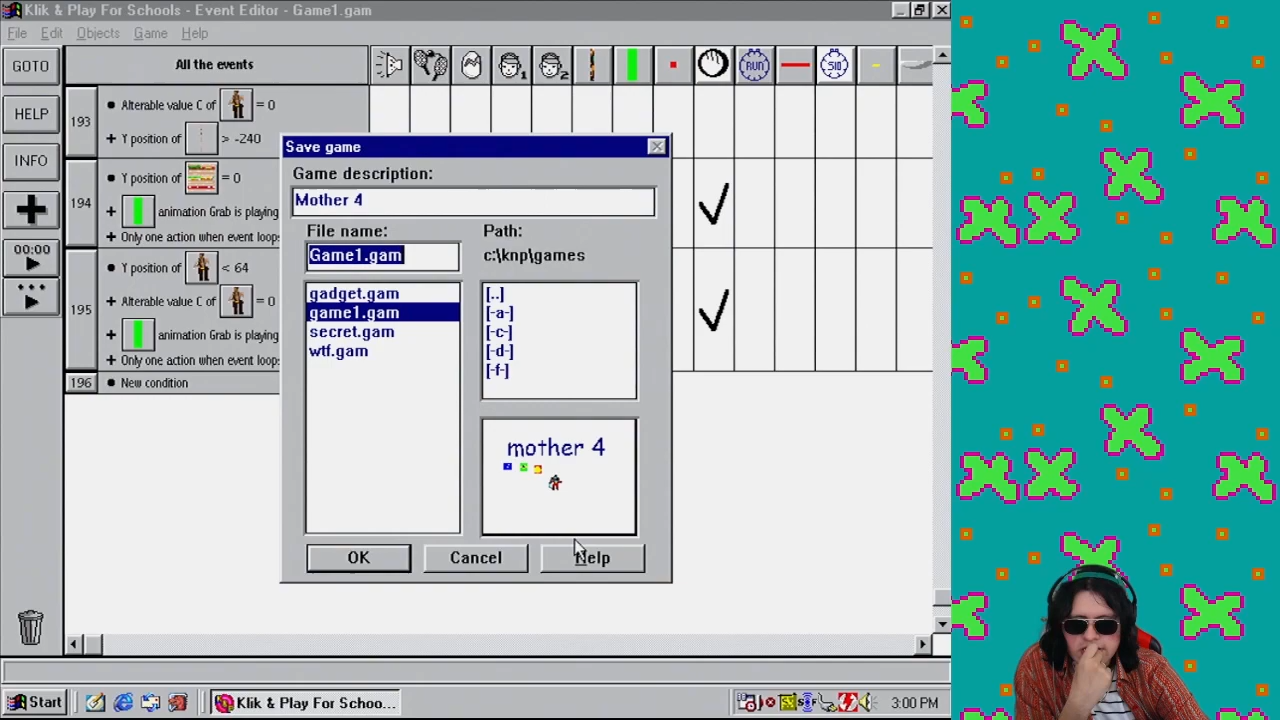 Klik & Play For Schools - Event Editor - Game1.gam
File Edit Objects Game Help
GOTO
All the events
1
2
RUN
193
Alterable value C of = 0
+ Y position of > -240
HELP
INFO
194
Y position of = 0
+ animation Grab is playing
+ Only one action when event loop:
00:00
195
Y position of < 64
+ Alterable value C of = 0
+ animation Grab is playing
+ Only one action when event loop:
196 New condition
Save game
Game description:
Mother 4
File name:
Game1.gam
Path:
c:\knp\games
gadget.gam
game1.gam
secret.gam
wtf.gam
[..]
[-a-]
[-c-]
[-d-]
[-f-]
mother 4
OK Cancel Help
Start Klik & Play For Schoo... 3:00 PM